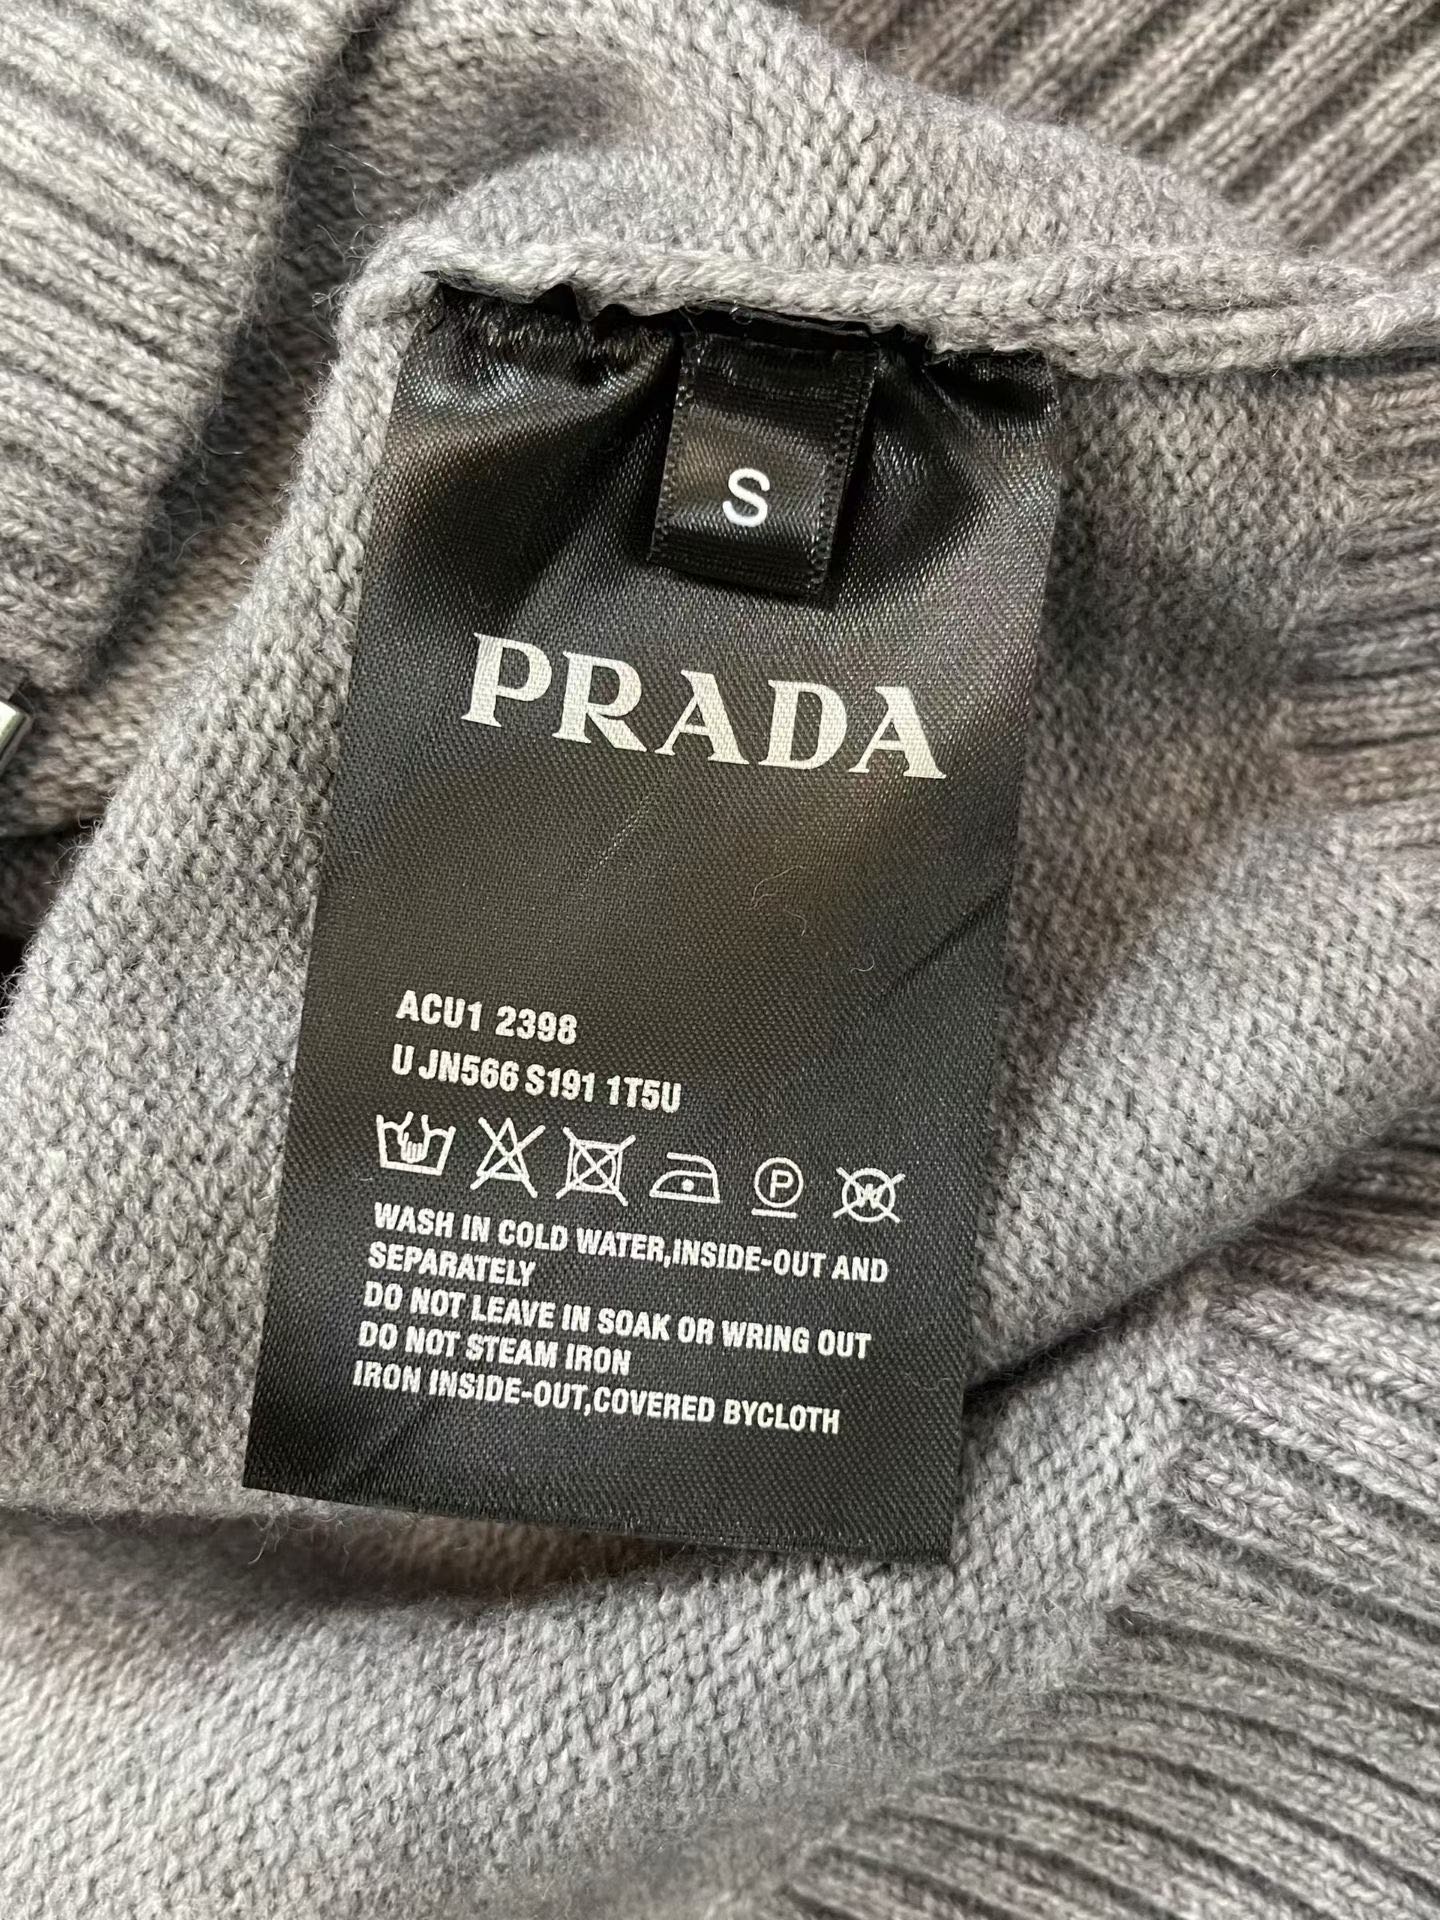 S
PRADA
ACU1 2398
U JN566 S191 1T5U
P
W
WASH IN COLD WATER,INSIDE-OUT AND
SEPARATELY
DO NOT LEAVE IN SOAK OR WRING OUT
DO NOT STEAM IRON
IRON INSIDE-OUT,COVERED BYCLOTH